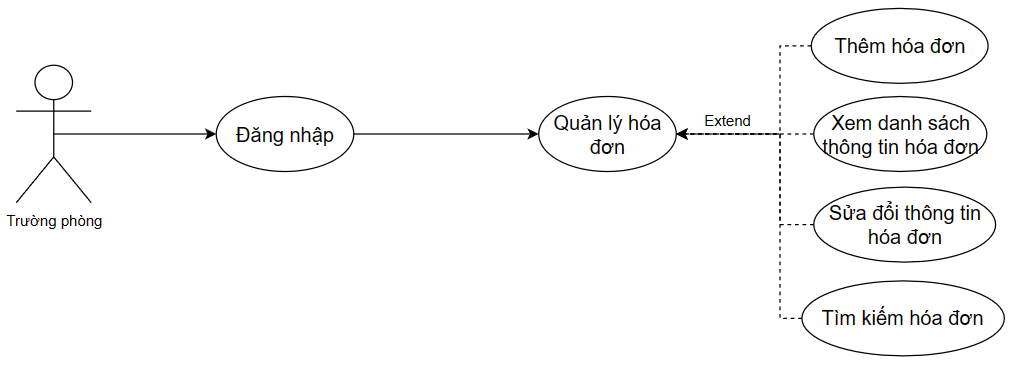 Thêm hóa đơn
Extend
Xem danh sách
thông tin hóa đơn
Quản lý hóa
đơn
Đăng nhập
Trường phòng
Sửa đổi thông tin
hóa đơn
Tìm kiếm hóa đơn